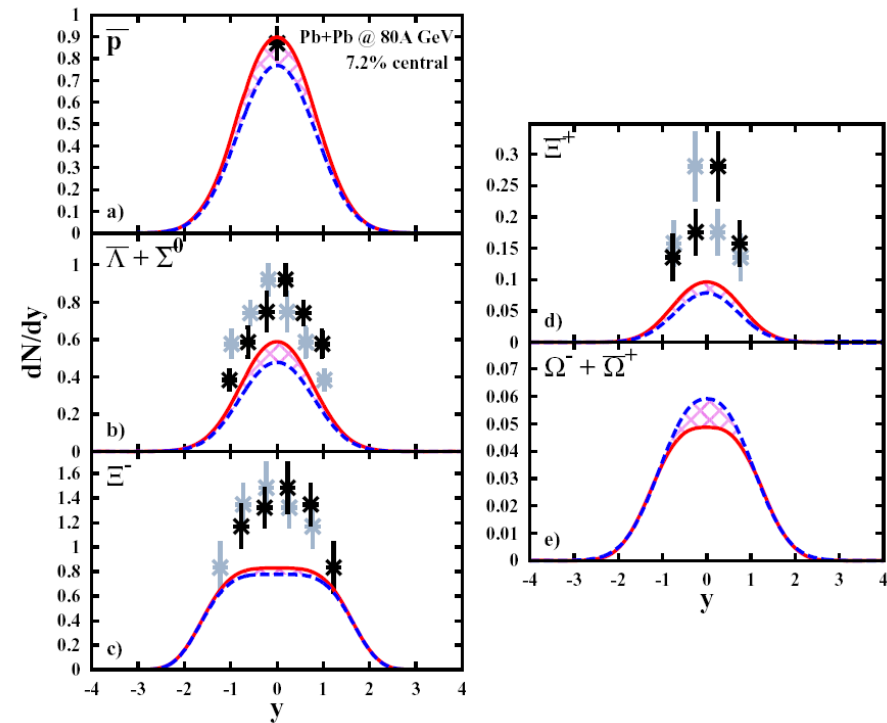 1
0.9
0.8
0.7
0.6
0.5
0.4
0.3
0.2
0.1
0
p̅
Pb+Pb @ 80A GeV
7.2% central
a)
1
0.8
0.6
0.4
0.2
0
Λ̅ + Σ̅⁰
b)
dN/dy
1.6
1.4
1.2
1
0.8
0.6
0.4
0.2
0
Ξ⁻
c)
-4 -3 -2 -1 0 1 2 3 4
y
0.3
0.25
0.2
0.15
0.1
0.05
0
Ξ̅⁺
d)
0.07
0.06
0.05
0.04
0.03
0.02
0.01
0
Ω⁻ + Ω̅⁺
e)
-4 -3 -2 -1 0 1 2 3 4
y